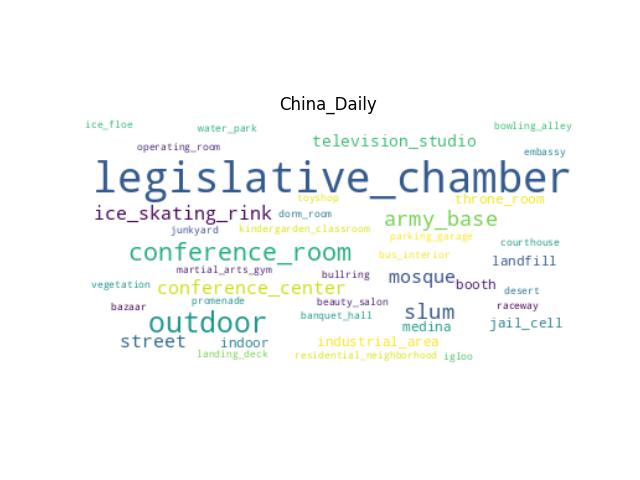 China_Daily
ice_floe
water_park
bowling_alley
television_studio
operating_room
embassy
legislative_chamber
toyshop
throne_room
ice_skating_rink
dorm_room
army_base
junkyard
kindergarden_classroom
parking_garage
courthouse
conference_room
bus_interior
landfill
martial_arts_gym
bullring
mosque
booth
vegetation
conference_center
desert
bazaar
promenade
beauty_salon
slum
raceway
outdoor
banquet_hall
medina
jail_cell
street
indoor
industrial_area
landing_deck
residential_neighborhood
igloo